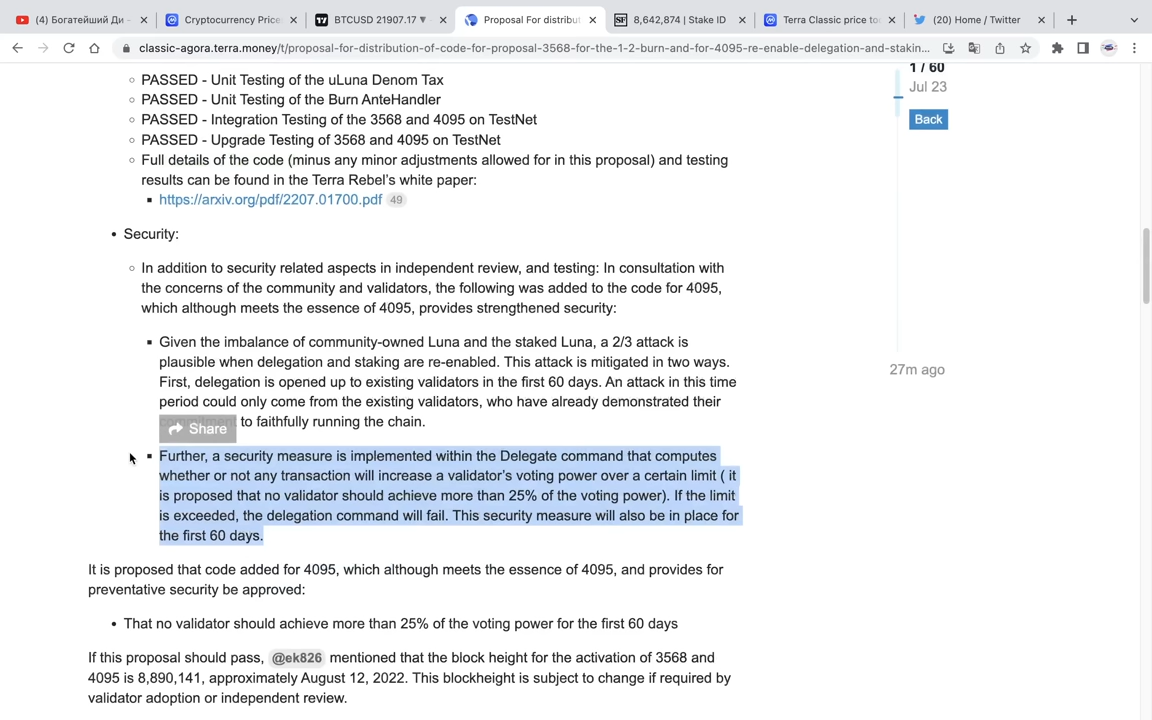 (4) Богатейший Ди -
Cryptocurrency Price
BTCUSD 21907.17 ▼
Proposal For distribut
8,642,874 | Stake ID
Terra Classic price to
(20) Home / Twitter
classic-agora.terra.money/t/proposal-for-distribution-of-code-for-proposal-3568-for-the-1-2-burn-and-for-4095-re-enable-delegation-and-stakin...
PASSED - Unit Testing of the uLuna Denom Tax
PASSED - Unit Testing of the Burn AnteHandler
PASSED - Integration Testing of the 3568 and 4095 on TestNet
PASSED - Upgrade Testing of 3568 and 4095 on TestNet
Full details of the code (minus any minor adjustments allowed for in this proposal) and testing
results can be found in the Terra Rebel's white paper:
https://arxiv.org/pdf/2207.01700.pdf 49
Security:
In addition to security related aspects in independent review, and testing: In consultation with
the concerns of the community and validators, the following was added to the code for 4095,
which although meets the essence of 4095, provides strengthened security:
Given the imbalance of community-owned Luna and the staked Luna, a 2/3 attack is
plausible when delegation and staking are re-enabled. This attack is mitigated in two ways.
First, delegation is opened up to existing validators in the first 60 days. An attack in this time
period could only come from the existing validators, who have already demonstrated their
to faithfully running the chain.
Share
Further, a security measure is implemented within the Delegate command that computes
whether or not any transaction will increase a validator's voting power over a certain limit ( it
is proposed that no validator should achieve more than 25% of the voting power). If the limit
is exceeded, the delegation command will fail. This security measure will also be in place for
the first 60 days.
It is proposed that code added for 4095, which although meets the essence of 4095, and provides for
preventative security be approved:
That no validator should achieve more than 25% of the voting power for the first 60 days
If this proposal should pass, @ek826 mentioned that the block height for the activation of 3568 and
4095 is 8,890,141, approximately August 12, 2022. This blockheight is subject to change if required by
validator adoption or independent review.
1 / 60
Jul 23
Back
27m ago